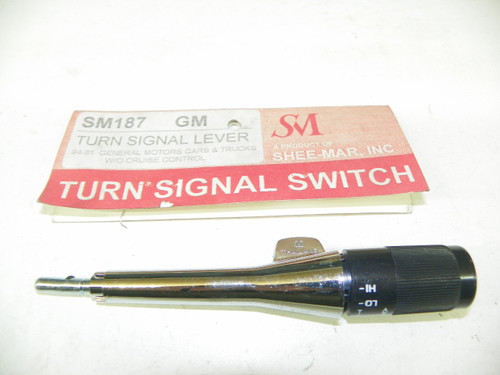 SM187 GM
TURN SIGNAL LEVER
84-91 GENERAL MOTORS CARS & TRUCKS
W/O CRUISE CONTROL
SM
A PRODUCT OF
SHEE-MAR, INC
TURN SIGNAL SWITCH
HI
LO